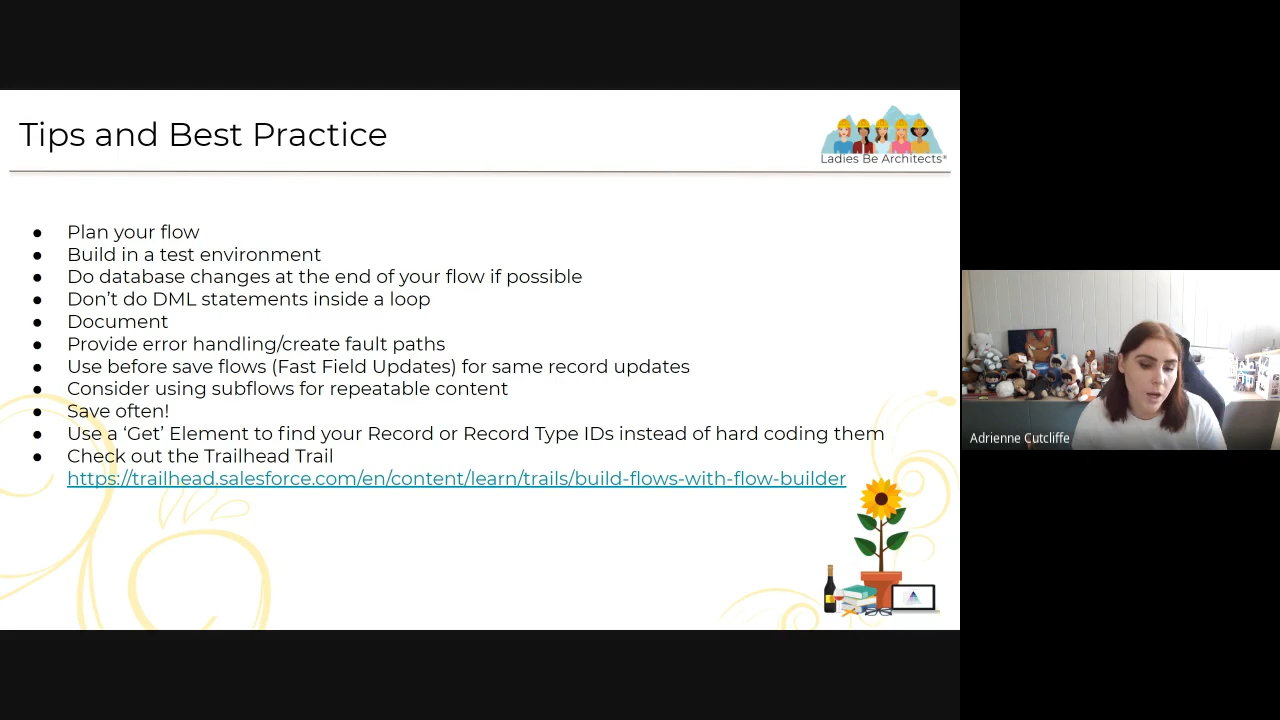 Tips and Best Practice
Ladies Be Architects®
● Plan your flow
● Build in a test environment
● Do database changes at the end of your flow if possible
● Don’t do DML statements inside a loop
● Document
● Provide error handling/create fault paths
● Use before save flows (Fast Field Updates) for same record updates
● Consider using subflows for repeatable content
● Save often!
● Use a ‘Get’ Element to find your Record or Record Type IDs instead of hard coding them
● Check out the Trailhead Trail
https://trailhead.salesforce.com/en/content/learn/trails/build-flows-with-flow-builder
Adrienne Cutcliffe